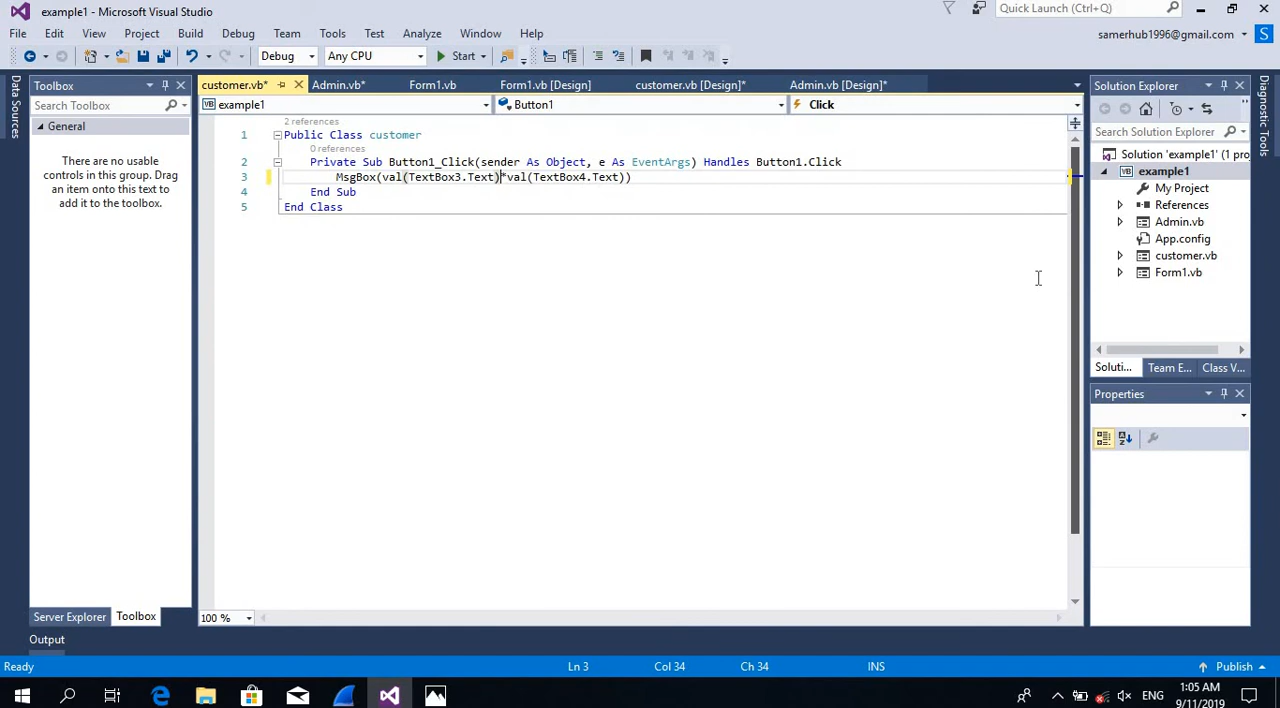 example1 - Microsoft Visual Studio
Quick Launch (Ctrl+Q)
File Edit View Project Build Debug Team Tools Test Analyze Window Help
samerhub1996@gmail.com S
Debug Any CPU Start
Data Sources
Toolbox
Search Toolbox
General
There are no usable
controls in this group. Drag
an item onto this text to
add it to the toolbox.
Server Explorer Toolbox
customer.vb* Admin.vb* Form1.vb Form1.vb [Design] customer.vb [Design]* Admin.vb [Design]*
VB example1 Button1 Click
2 references
1 Public Class customer
0 references
2 Private Sub Button1_Click(sender As Object, e As EventArgs) Handles Button1.Click
3 MsgBox(val(TextBox3.Text)*val(TextBox4.Text))
4 End Sub
5 End Class
100 %
Solution Explorer
Search Solution Explorer
Solution 'example1' (1 proj
VB example1
My Project
References
Admin.vb
App.config
customer.vb
Form1.vb
Soluti... Team E... Class V...
Properties
Diagnostic Tools
Output
Ready Ln 3 Col 34 Ch 34 INS Publish
ENG 1:05 AM
9/11/2019